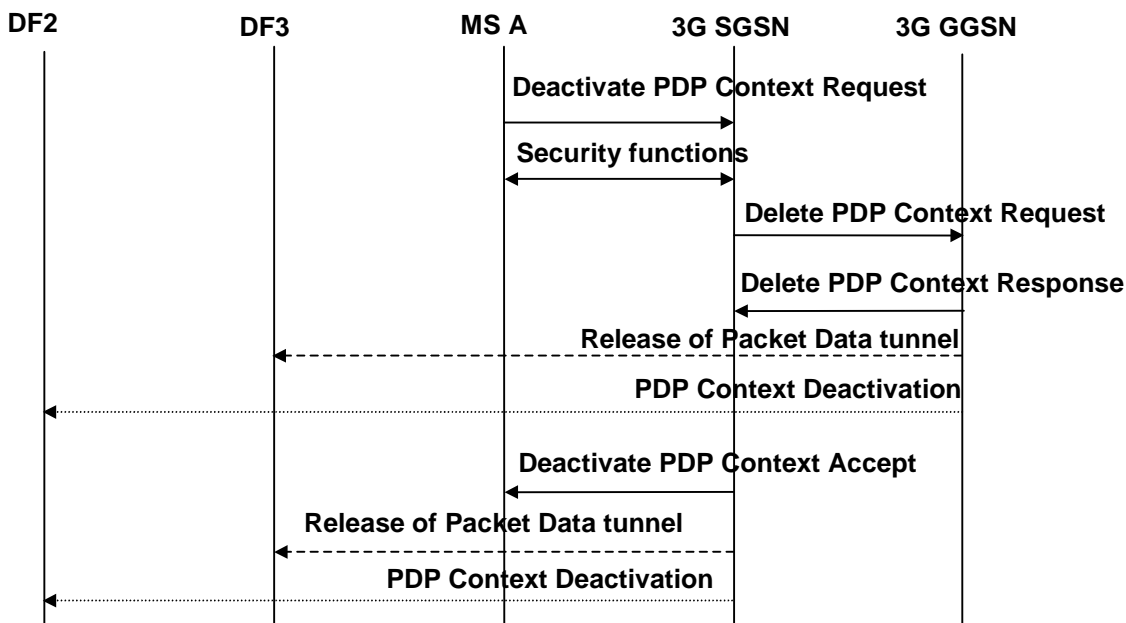 DF2
DF3
MS A
3G SGSN
3G GGSN
Deactivate PDP Context Request
Security functions
Delete PDP Context Request
Delete PDP Context Response
Release of Packet Data tunnel
PDP Context Deactivation
Deactivate PDP Context Accept
Release of Packet Data tunnel
PDP Context Deactivation